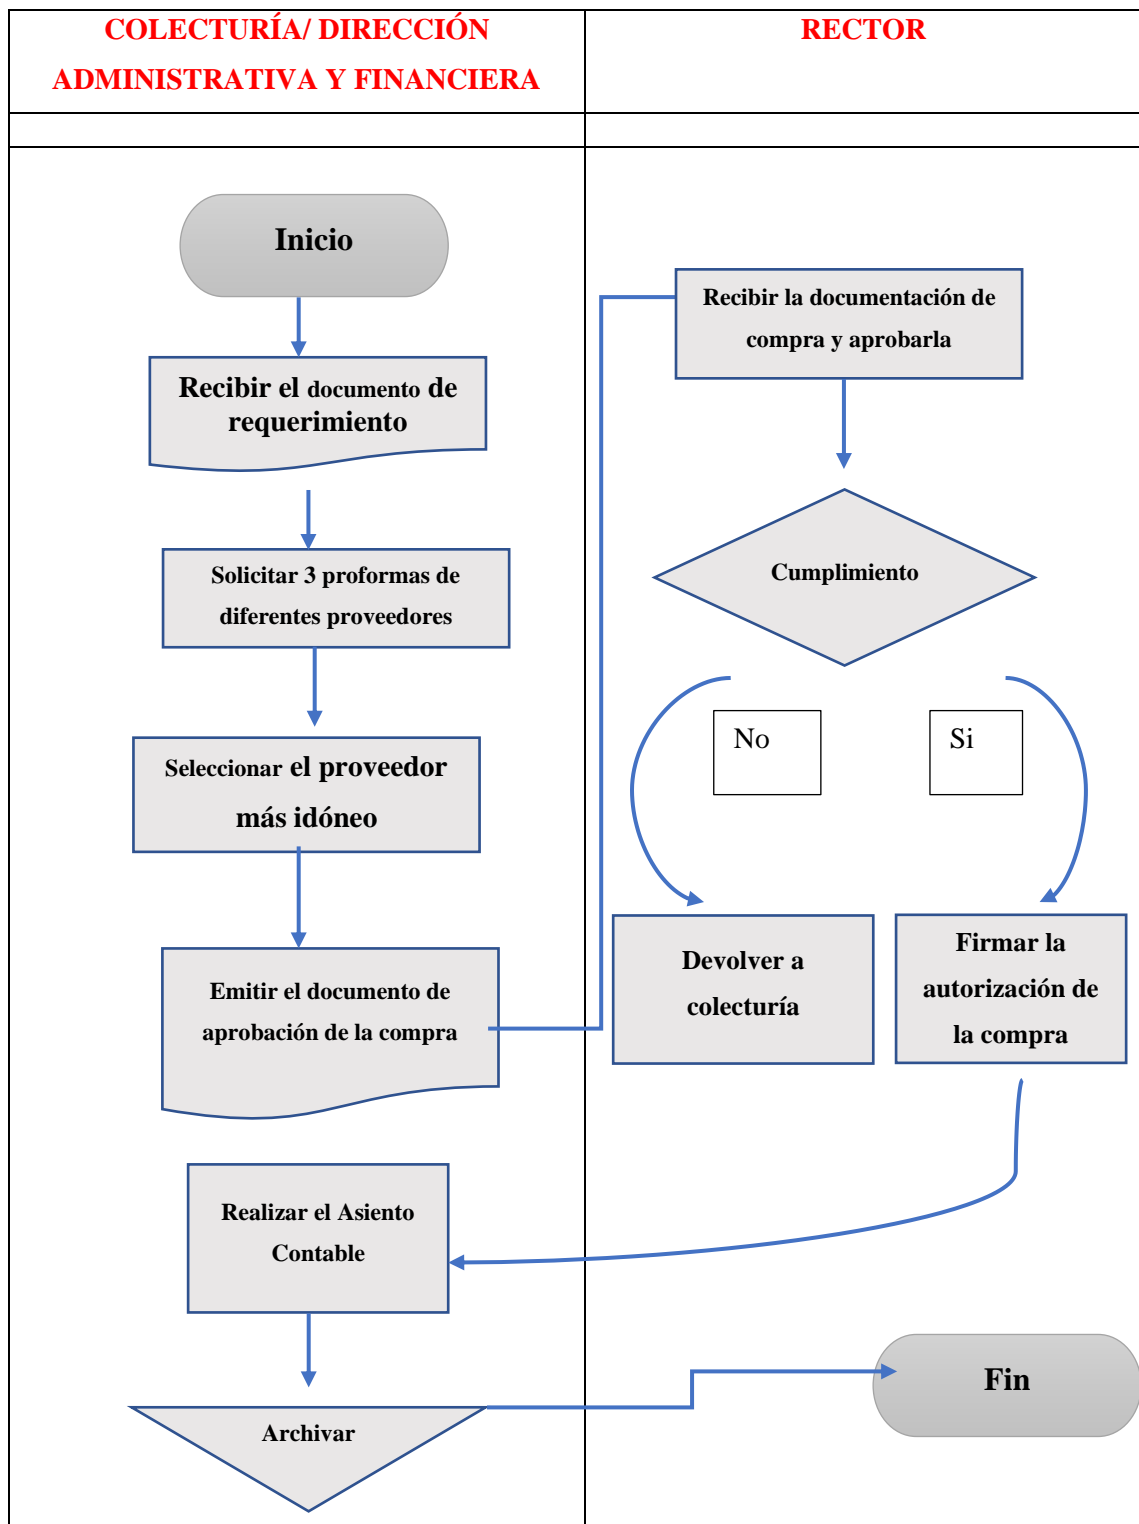 COLECTURÍA/ DIRECCIÓN
ADMINISTRATIVA Y FINANCIERA
RECTOR
Inicio
Recibir el documento de
requerimiento
Solicitar 3 proformas de
diferentes proveedores
Seleccionar el proveedor
más idóneo
Emitir el documento de
aprobación de la compra
Recibir la documentación de
compra y aprobarla
Cumplimiento
No
Si
Devolver a
colecturía
Firmar la
autorización de
la compra
Realizar el Asiento
Contable
Archivar
Fin